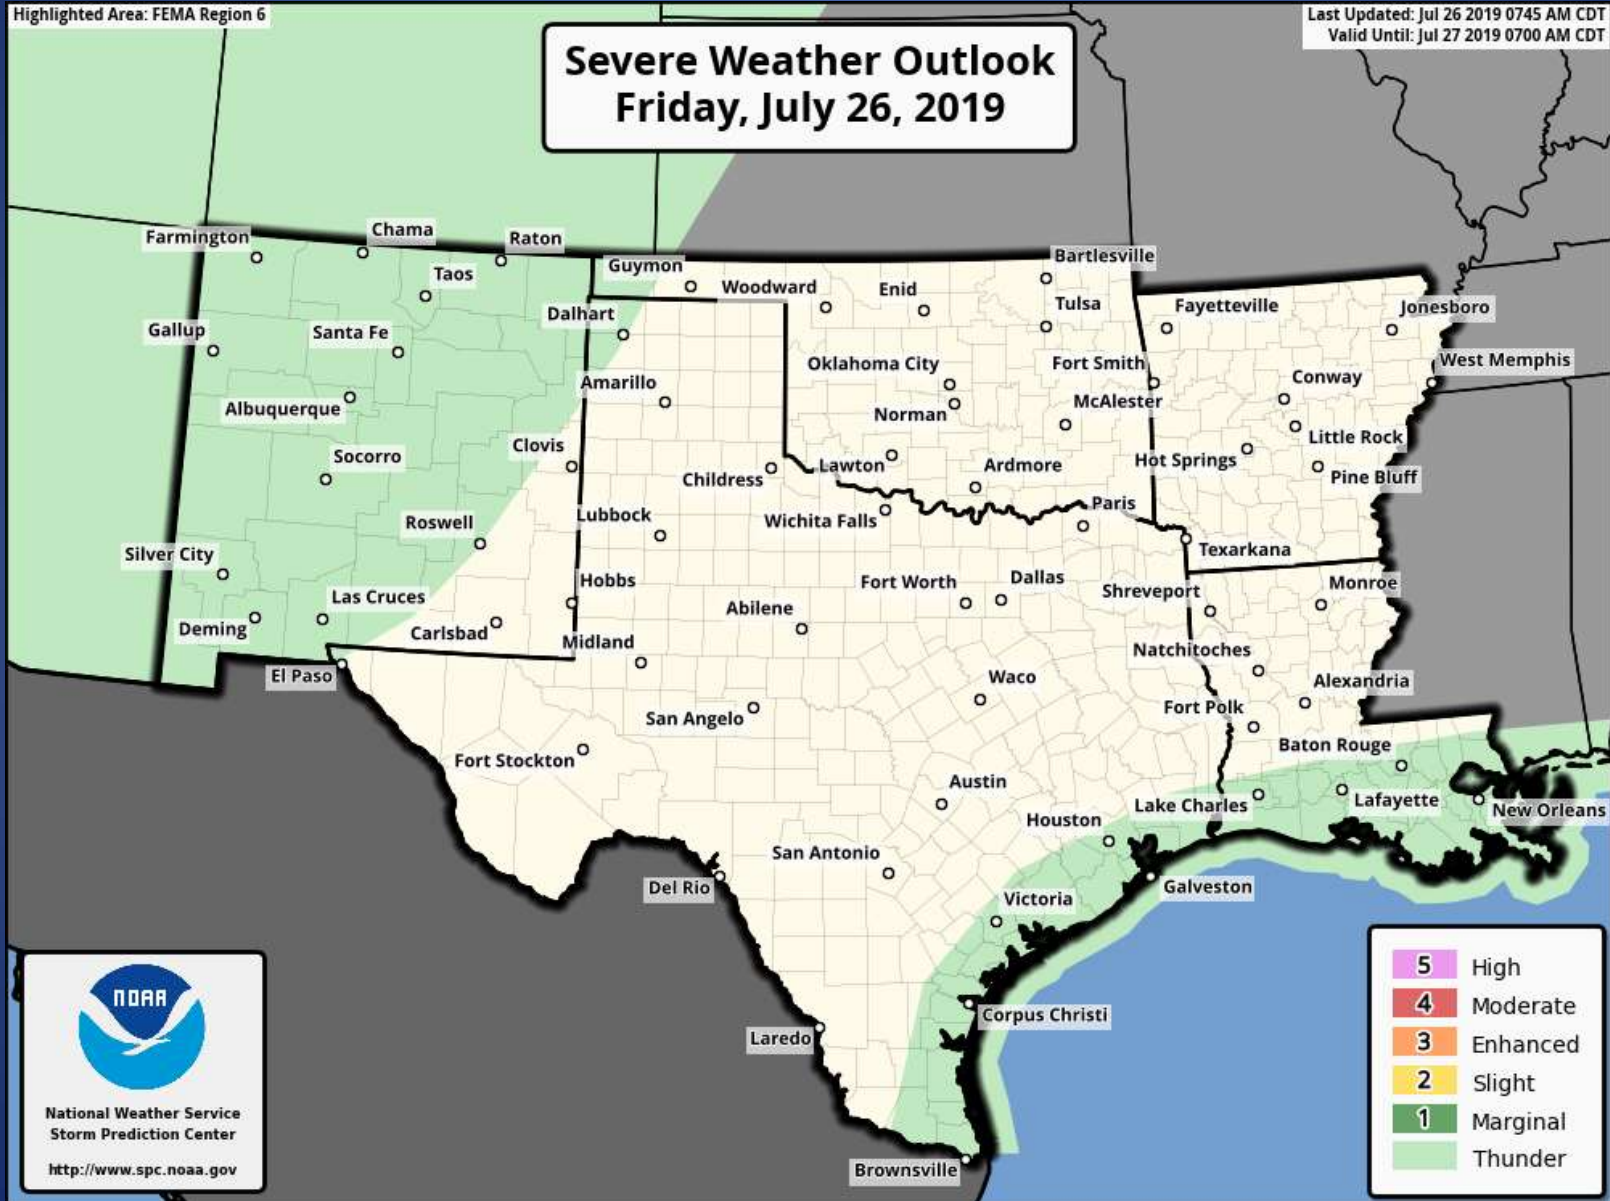 Highlighted Area: FEMA Region 6
Last Updated: Jul 26 2019 0745 AM CDT
Valid Until: Jul 27 2019 0700 AM CDT
Severe Weather Outlook
Friday, July 26, 2019
Farmington
Chama
Raton
Taos
Guymon
Woodward
Enid
Bartlesville
Tulsa
Fayetteville
Jonesboro
Gallup
Santa Fe
Dalhart
Oklahoma City
Fort Smith
West Memphis
Albuquerque
Amarillo
Norman
McAlester
Conway
Socorro
Clovis
Childress
Lawton
Ardmore
Hot Springs
Little Rock
Pine Bluff
Roswell
Lubbock
Wichita Falls
Paris
Silver City
Texarkana
Las Cruces
Hobbs
Abilene
Fort Worth
Dallas
Shreveport
Monroe
Deming
Carlsbad
Midland
Natchitoches
El Paso
San Angelo
Waco
Fort Polk
Alexandria
Fort Stockton
Austin
Baton Rouge
Houston
Lake Charles
Lafayette
New Orleans
San Antonio
Del Rio
Victoria
Galveston
Laredo
Corpus Christi
Brownsville
NOAA
National Weather Service
Storm Prediction Center
http://www.spc.noaa.gov
5 High
4 Moderate
3 Enhanced
2 Slight
1 Marginal
Thunder